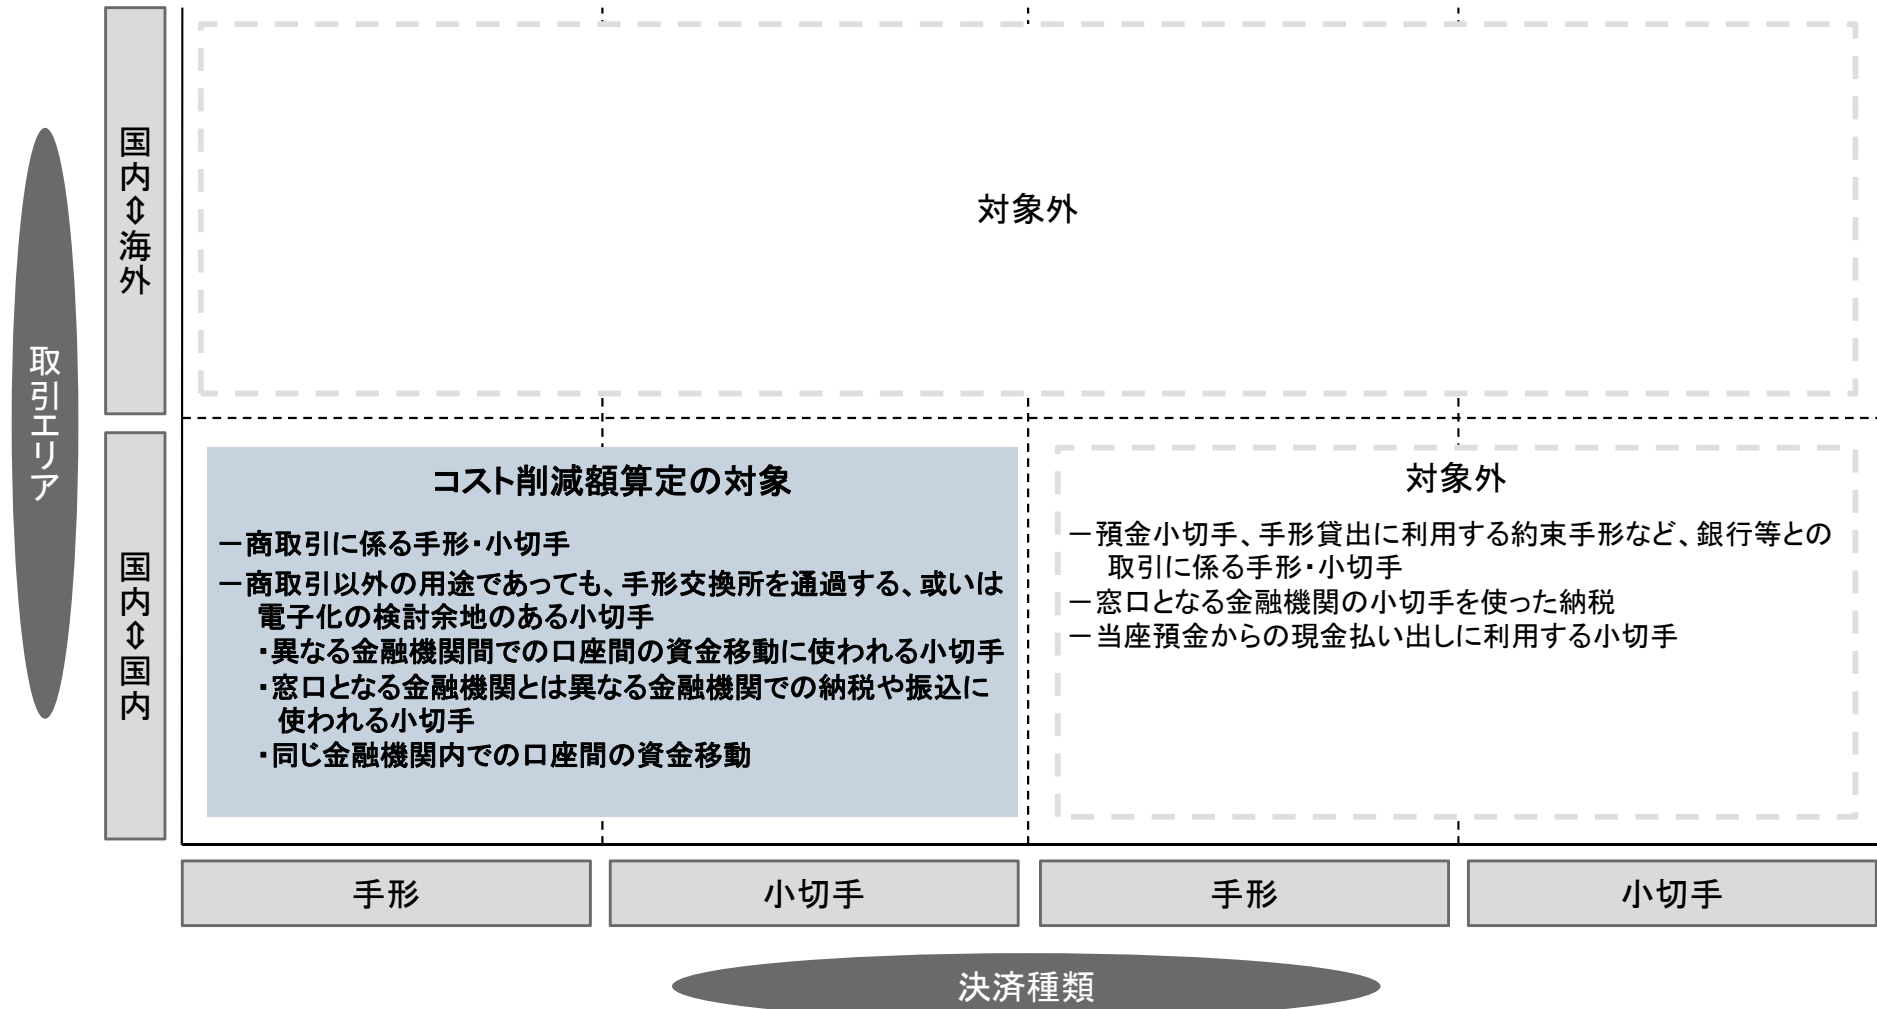 取引エリア
国内⇔海外
対象外
国内⇔国内
コスト削減額算定の対象
－商取引に係る手形・小切手
－商取引以外の用途であっても、手形交換所を通過する、或いは
電子化の検討余地のある小切手
・異なる金融機関間での口座間の資金移動に使われる小切手
・窓口となる金融機関とは異なる金融機関での納税や振込に
使われる小切手
・同じ金融機関内での口座間の資金移動
対象外
－預金小切手、手形貸出に利用する約束手形など、銀行等との
取引に係る手形・小切手
－窓口となる金融機関の小切手を使った納税
－当座預金からの現金払い出しに利用する小切手
手形
小切手
手形
小切手
決済種類